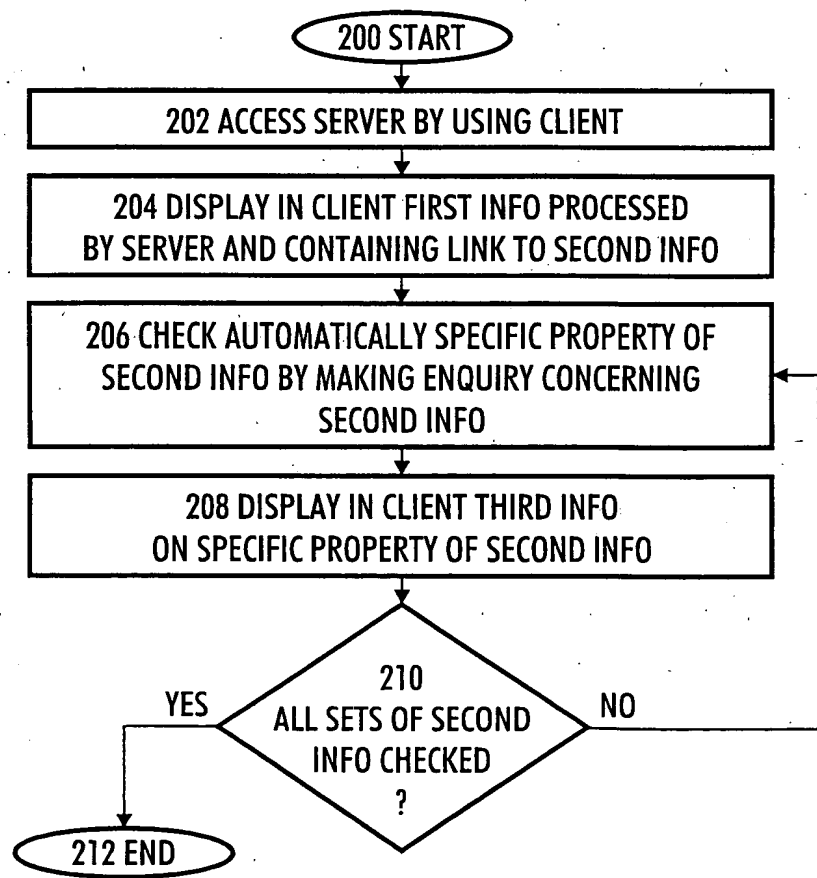 200 START
202 ACCESS SERVER BY USING CLIENT
204 DISPLAY IN CLIENT FIRST INFO PROCESSED
BY SERVER AND CONTAINING LINK TO SECOND INFO
206 CHECK AUTOMATICALLY SPECIFIC PROPERTY OF
SECOND INFO BY MAKING ENQUIRY CONCERNING
SECOND INFO
208 DISPLAY IN CLIENT THIRD INFO
ON SPECIFIC PROPERTY OF SECOND INFO
210
ALL SETS OF SECOND
INFO CHECKED
?
YES
NO
212 END